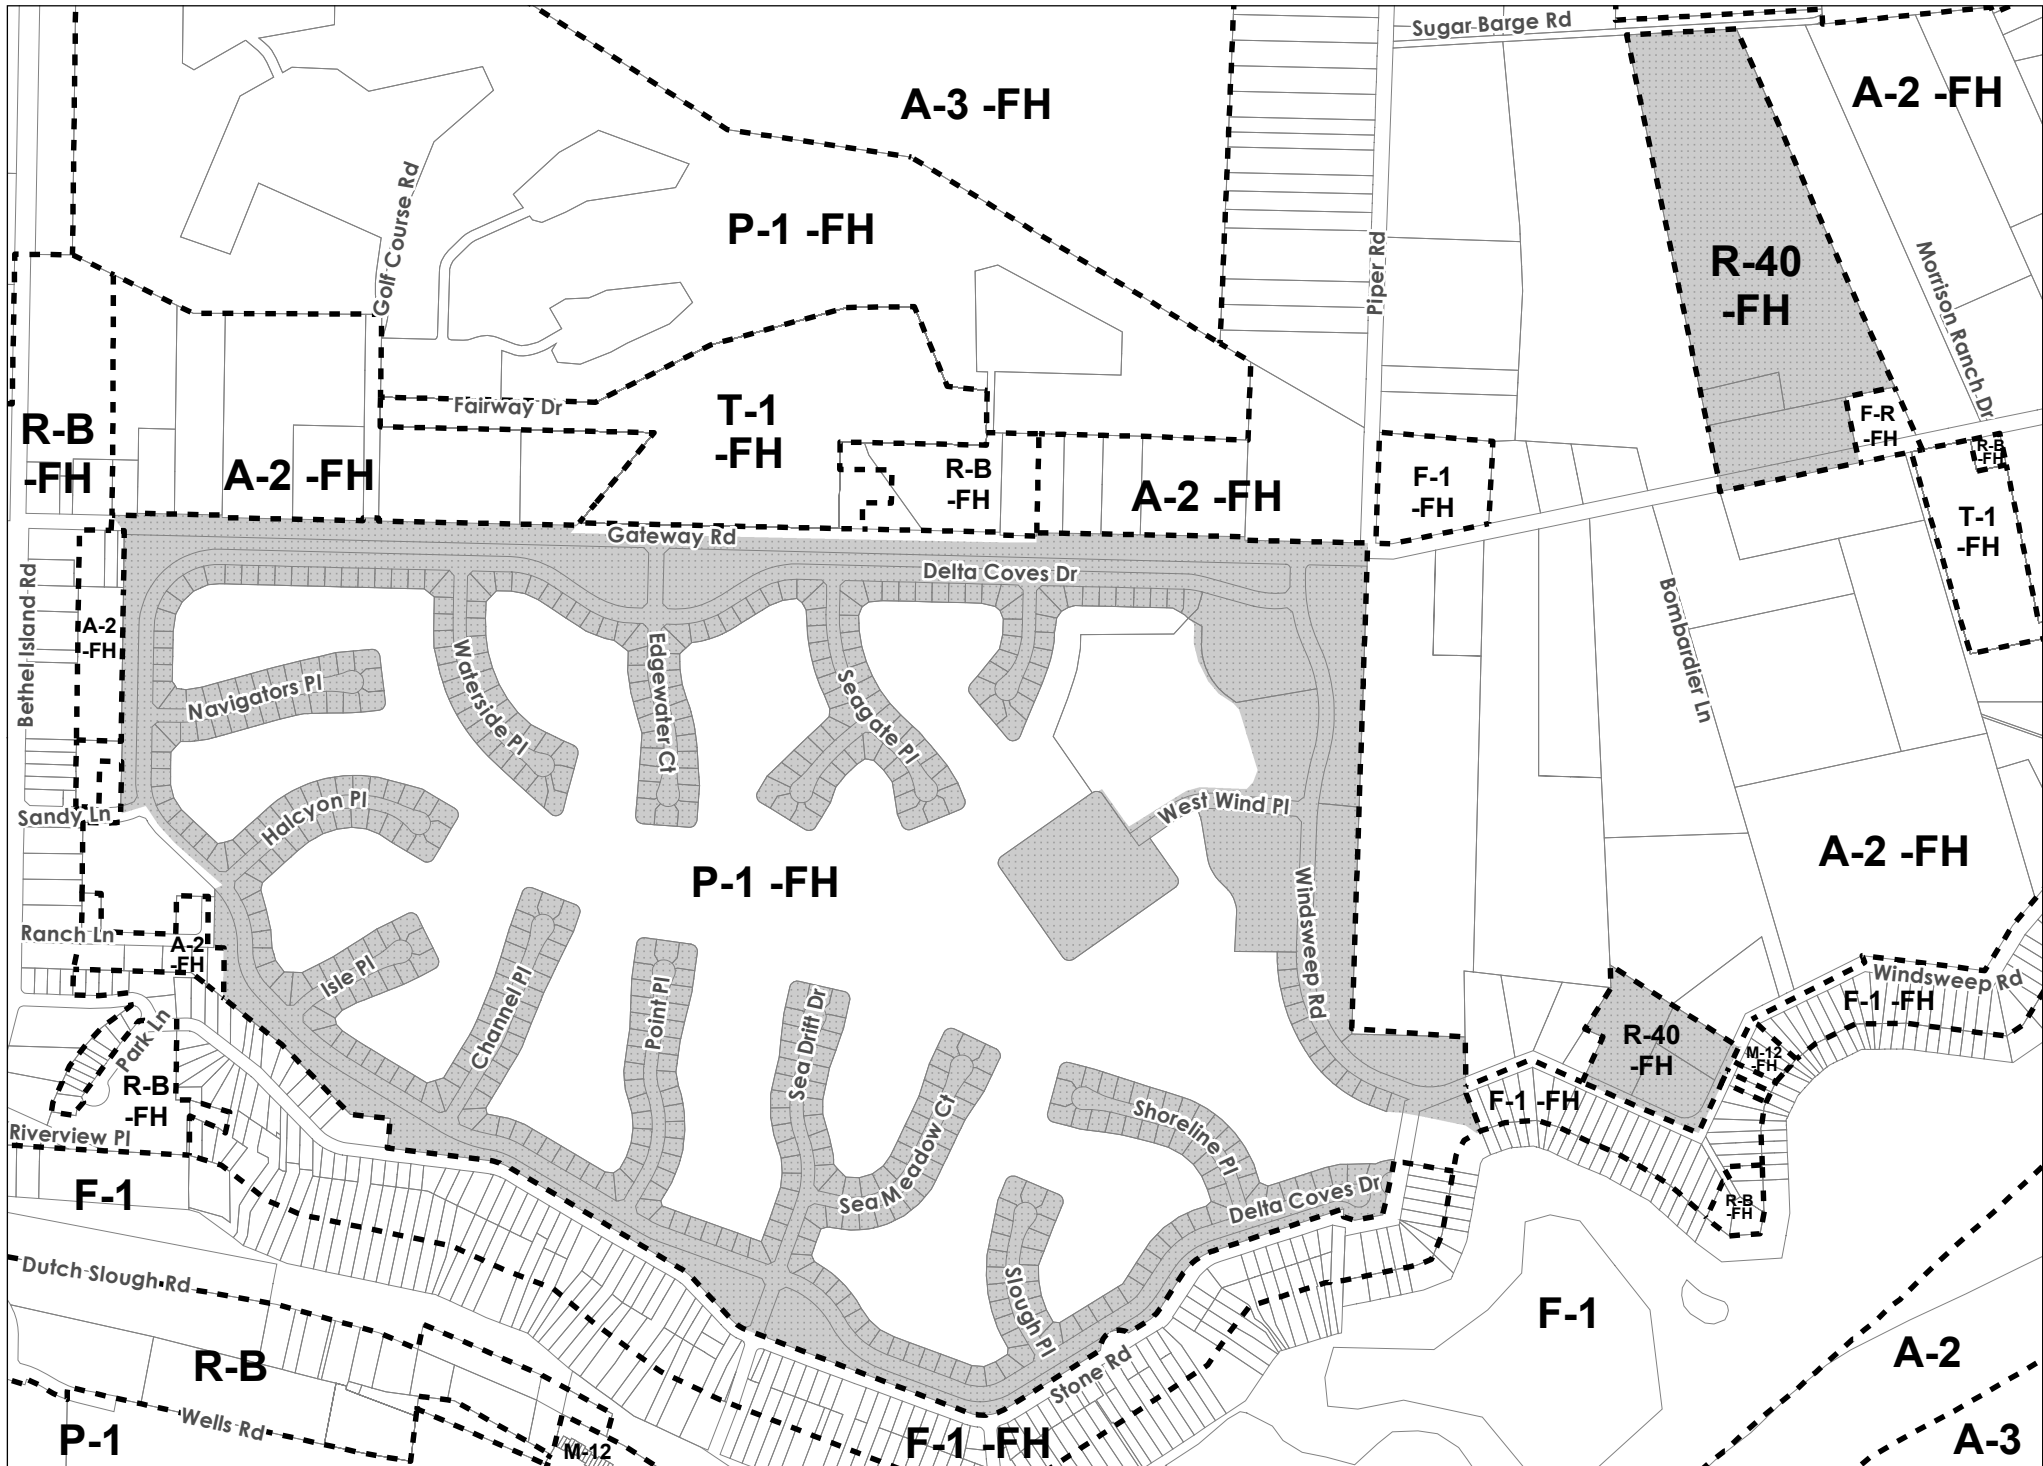 Sugar Barge Rd
A-3 -FH
A-2 -FH
Golf Course Rd
P-1 -FH
Piper Rd
R-40
-FH
Morrison Ranch Dr
Fairway Dr
T-1
-FH
R-B
-FH
A-2 -FH
R-B
-FH
A-2 -FH
F-1
-FH
F-R
-FH
R-B
-FH
T-1
-FH
Gateway Rd
Delta Coves Dr
Bethel Island Rd
A-2
-FH
Navigators Pl
Waterside Pl
Edgewater Ct
Seagate Pl
Bombardier Ln
Sandy Ln
Halcyon Pl
West Wind Pl
P-1 -FH
A-2 -FH
Windsweep Rd
Ranch Ln
A-2
-FH
Isle Pl
Channel Pl
Point Pl
Sea Drift Dr
Windsweep Rd
F-1 -FH
Park Ln
R-B
-FH
R-40
-FH
M-12
-FH
F-1 -FH
Riverview Pl
Sea Meadow Ct
Shoreline Pl
F-1
Delta Coves Dr
R-B
-FH
Dutch Slough Rd
Slough Pl
F-1
R-B
Stone Rd
A-2
Wells Rd
P-1
M-12
F-1 -FH
A-3